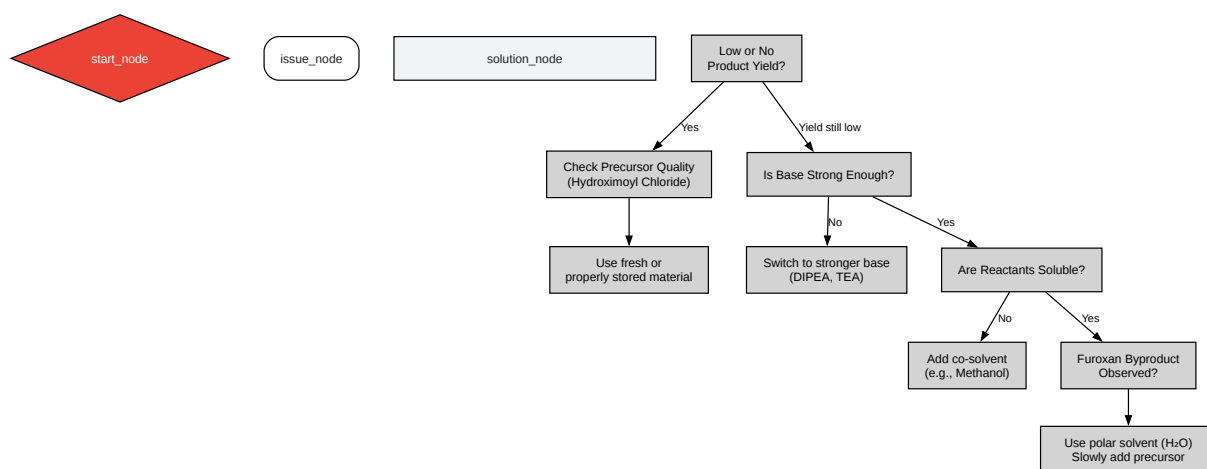 start_node
issue_node
solution_node
Low or No
Product Yield?
Yes
Yield still low
Check Precursor Quality
(Hydroximoyl Chloride)
Is Base Strong Enough?
No
Yes
Use fresh or
properly stored material
Switch to stronger base
(DIPEA, TEA)
Are Reactants Soluble?
No
Yes
Add co-solvent
(e.g., Methanol)
Furoxan Byproduct
Observed?
Use polar solvent (H₂O)
Slowly add precursor